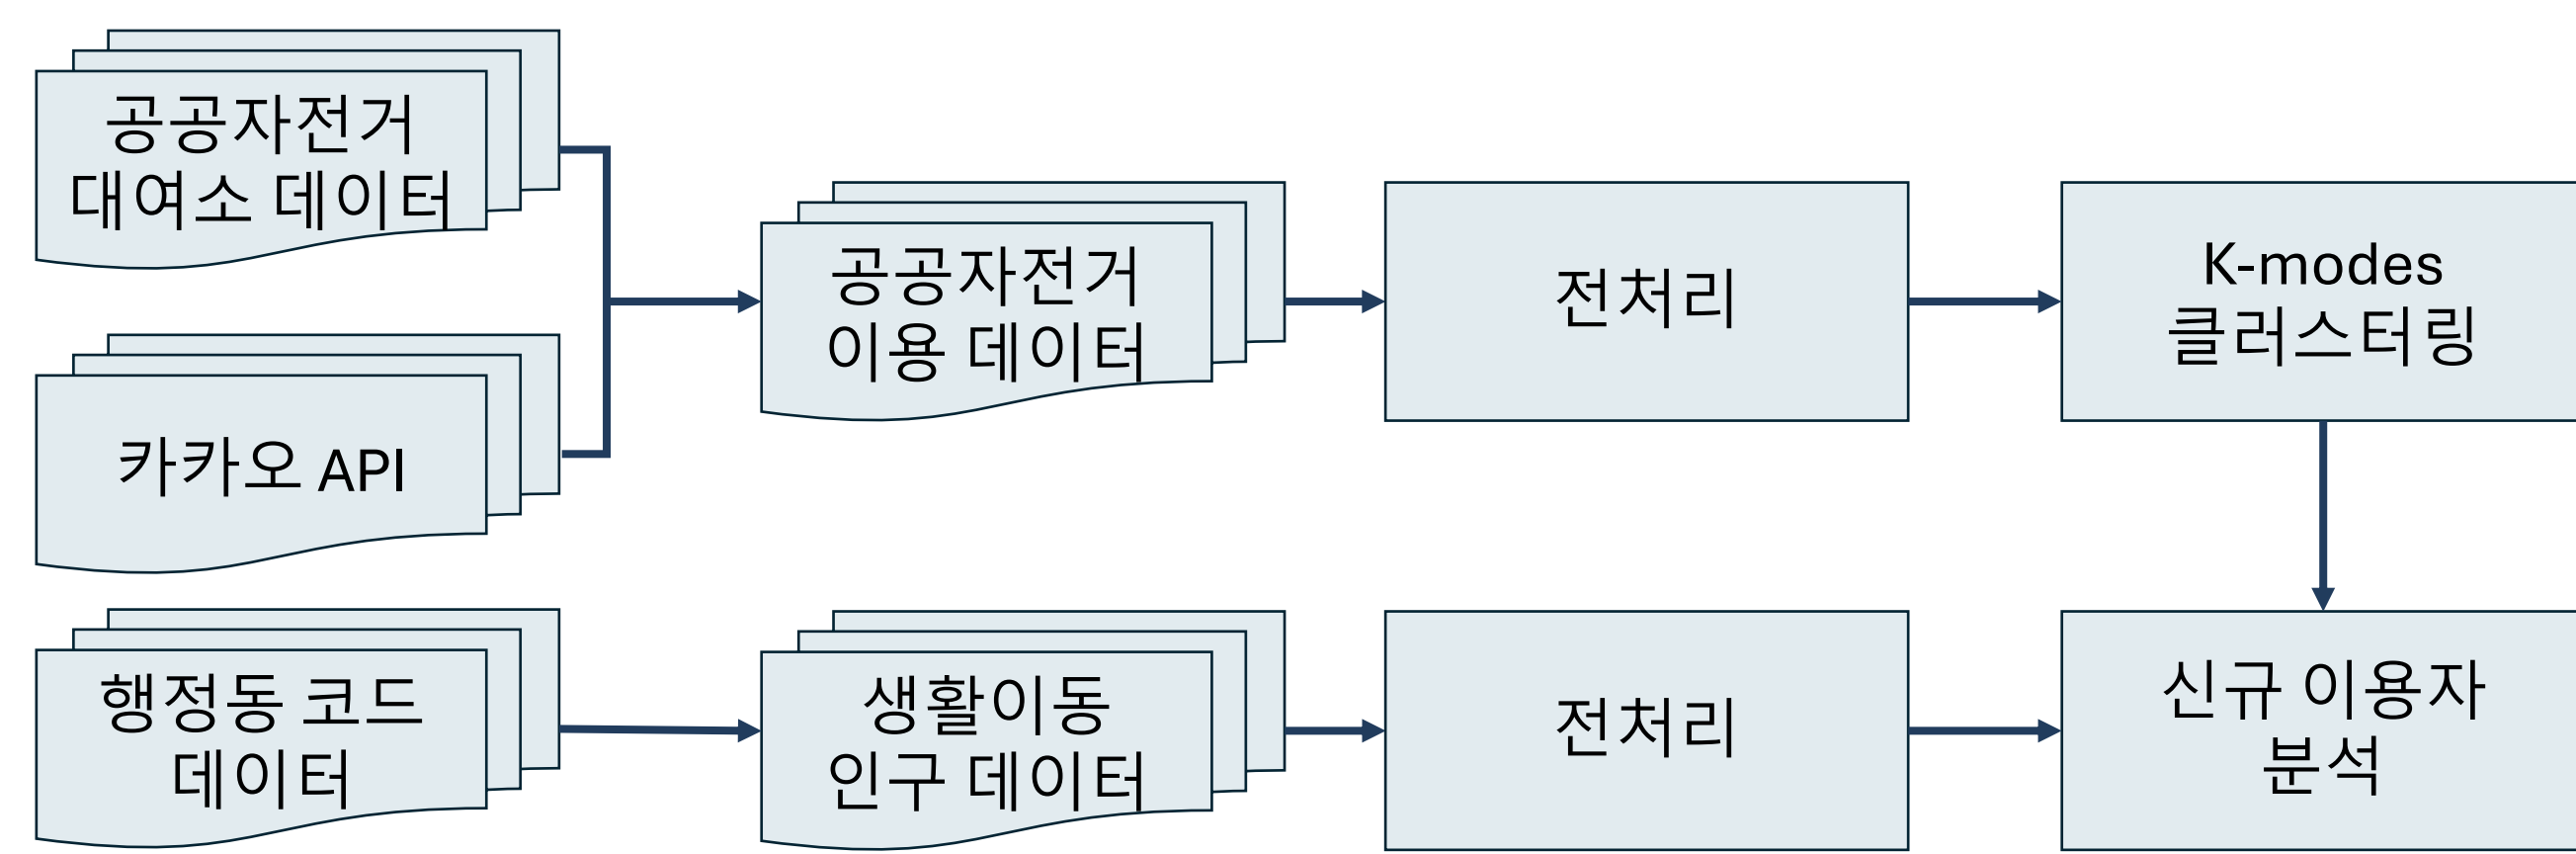 공공자전거
대여소 데이터
카카오 API
공공자전거
이용 데이터
전처리
K-modes
클러스터링
행정동 코드
데이터
생활이동
인구 데이터
전처리
신규 이용자
분석